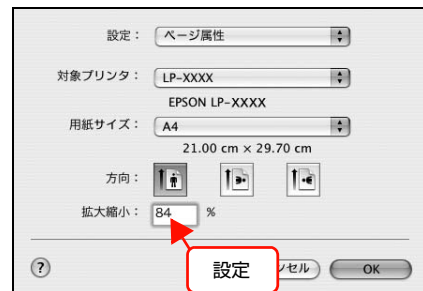 設定： ページ属性
対象プリンタ： LP-XXXX
EPSON LP-XXXX
用紙サイズ： A4
21.00 cm × 29.70 cm
方向：
拡大縮小： 84 %
設定
? ンセル OK